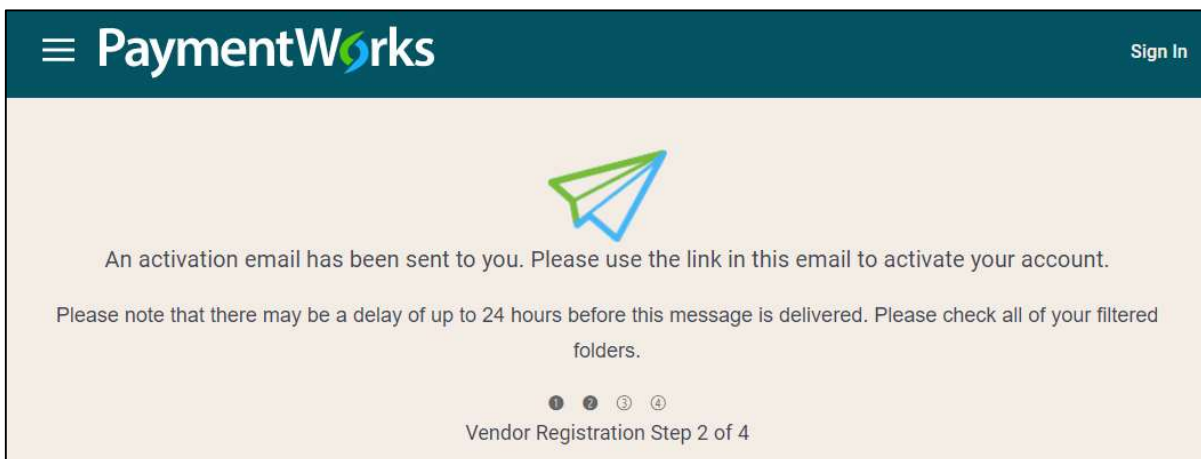 PaymentWorks
Sign In
An activation email has been sent to you. Please use the link in this email to activate your account.
Please note that there may be a delay of up to 24 hours before this message is delivered. Please check all of your filtered
folders.
❶ ❷ ③ ④
Vendor Registration Step 2 of 4